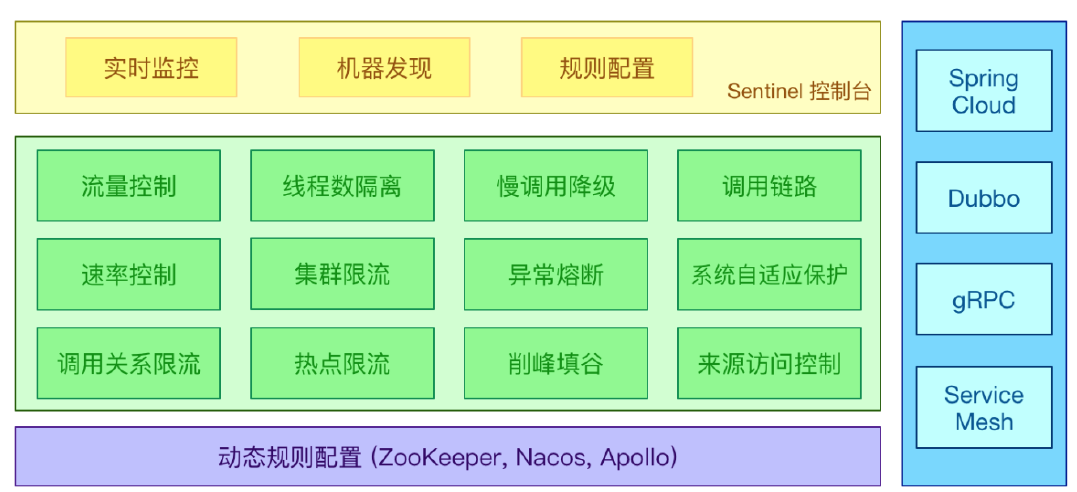 实时监控
机器发现
规则配置
Sentinel 控制台
流量控制
线程数隔离
慢调用降级
调用链路
速率控制
集群限流
异常熔断
系统自适应保护
调用关系限流
热点限流
削峰填谷
来源访问控制
动态规则配置 (ZooKeeper, Nacos, Apollo)
Spring
Cloud
Dubbo
gRPC
Service
Mesh